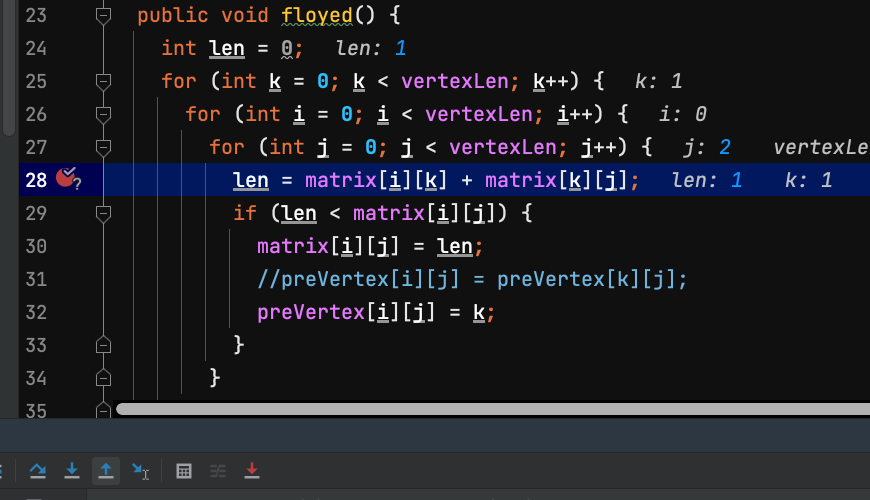 23 public void floyed() {
24 int len = 0; len: 1
25 for (int k = 0; k < vertexLen; k++) { k: 1
26 for (int i = 0; i < vertexLen; i++) { i: 0
27 for (int j = 0; j < vertexLen; j++) { j: 2 vertexLe
28 len = matrix[i][k] + matrix[k][j]; len: 1 k: 1
29 if (len < matrix[i][j]) {
30 matrix[i][j] = len;
31 //preVertex[i][j] = preVertex[k][j];
32 preVertex[i][j] = k;
33 }
34 }
35